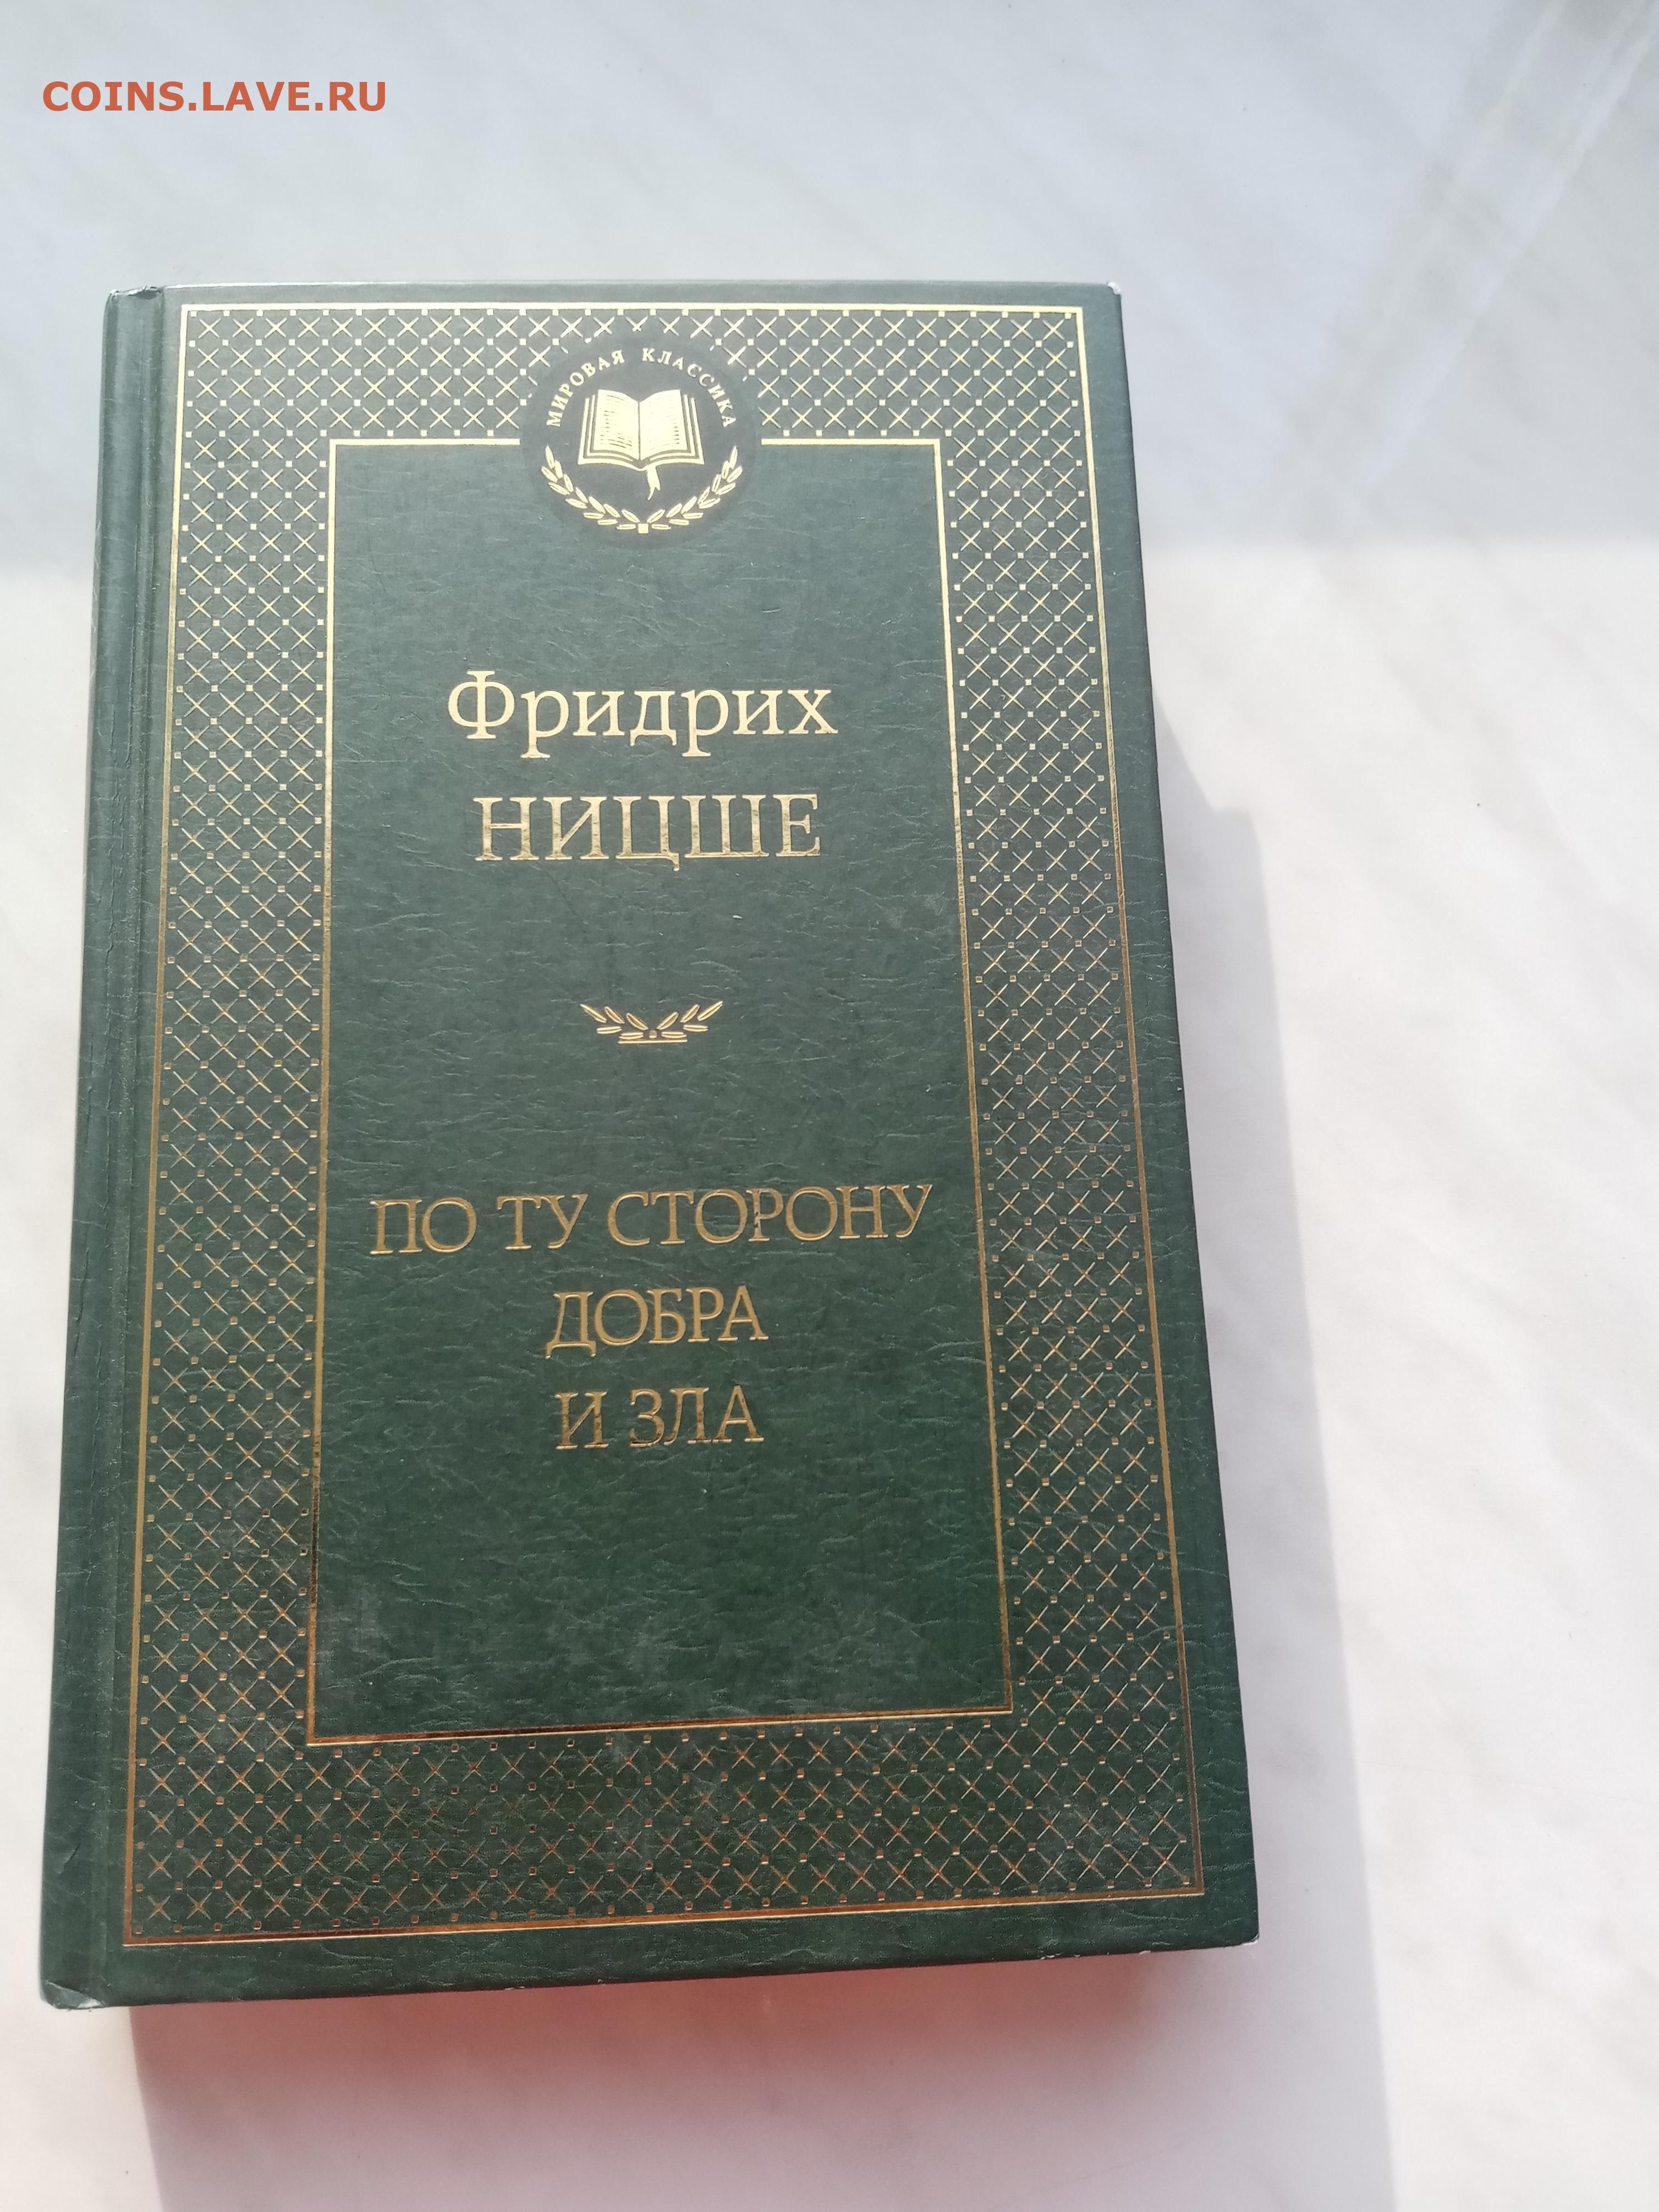 COINS.LAVE.RU
МИРОВАЯ КЛАССИКА
Фридрих
НИЦШЕ
ПО ТУ СТОРОНУ
ДОБРА
И ЗЛА